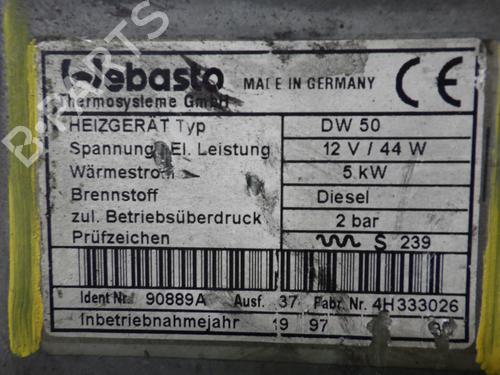 B-PARTS
Webasto MADE IN GERMANY CE
Thermosysteme GmbH
HEIZGERÄT Typ DW 50
Spannung El. Leistung 12 V / 44 W
Wärmestrom 5 kW
Brennstoff Diesel
zul. Betriebsüberdruck 2 bar
Prüfzeichen S 239
Ident Nr. 90889A Ausf. 37 Fabr. Nr. 4H333026
Inbetriebnahmejahr 19 97